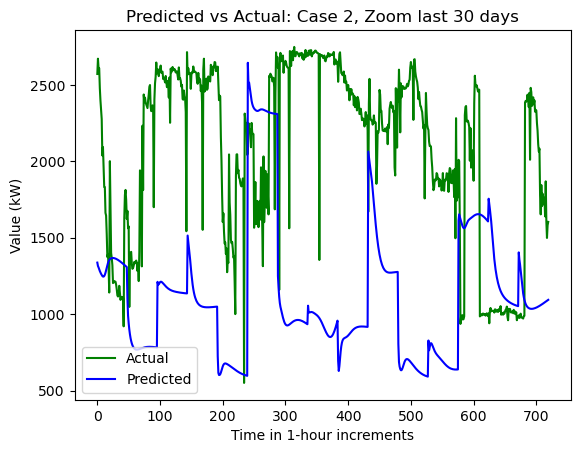 Predicted vs Actual: Case 2, Zoom last 30 days
Value (kW)
2500
2000
1500
1000
500
Actual
Predicted
0 100 200 300 400 500 600 700
Time in 1-hour increments